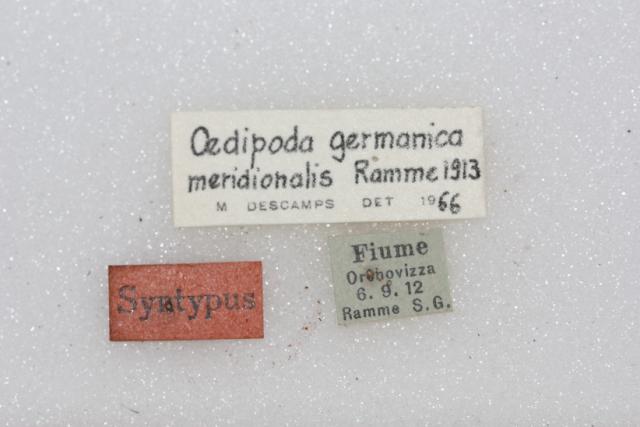 Oedipoda germanica
meridionalis Ramme 1913
M DESCAMPS DET 1966
Fiume
Orehovizza
6. 9. 12
Ramme S. G.
Syntypus